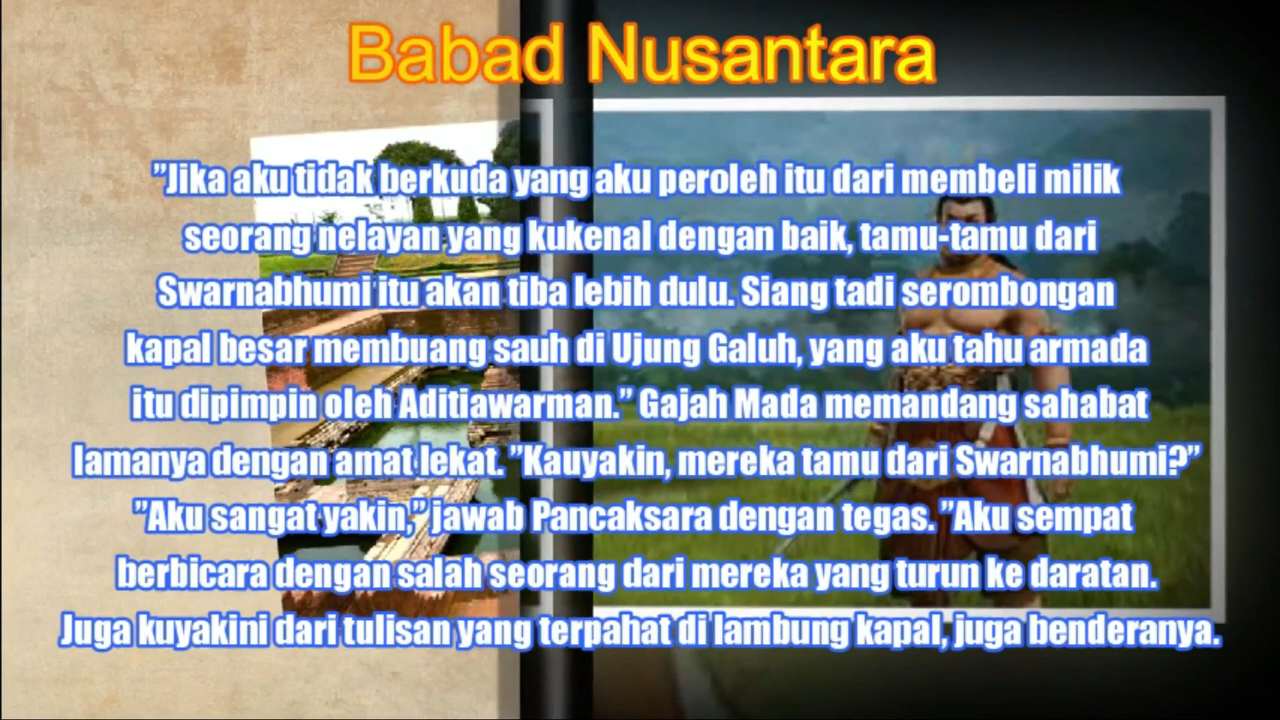 Babad Nusantara
”Jika aku tidak berkuda yang aku peroleh itu dari membeli milik
seorang nelayan yang kukenal dengan baik, tamu-tamu dari
Swarnabhumi itu akan tiba lebih dulu. Siang tadi serombongan
kapal besar membuang sauh di Ujung Galuh, yang aku tahu armada
itu dipimpin oleh Aditiawarman.” Gajah Mada memandang sahabat
lamanya dengan amat lekat. ”Kauyakin, mereka tamu dari Swarnabhumi?”
”Aku sangat yakin,” jawab Pancaksara dengan tegas. ”Aku sempat
berbicara dengan salah seorang dari mereka yang turun ke daratan.
Juga kuyakini dari tulisan yang terpahat di lambung kapal, juga benderanya.